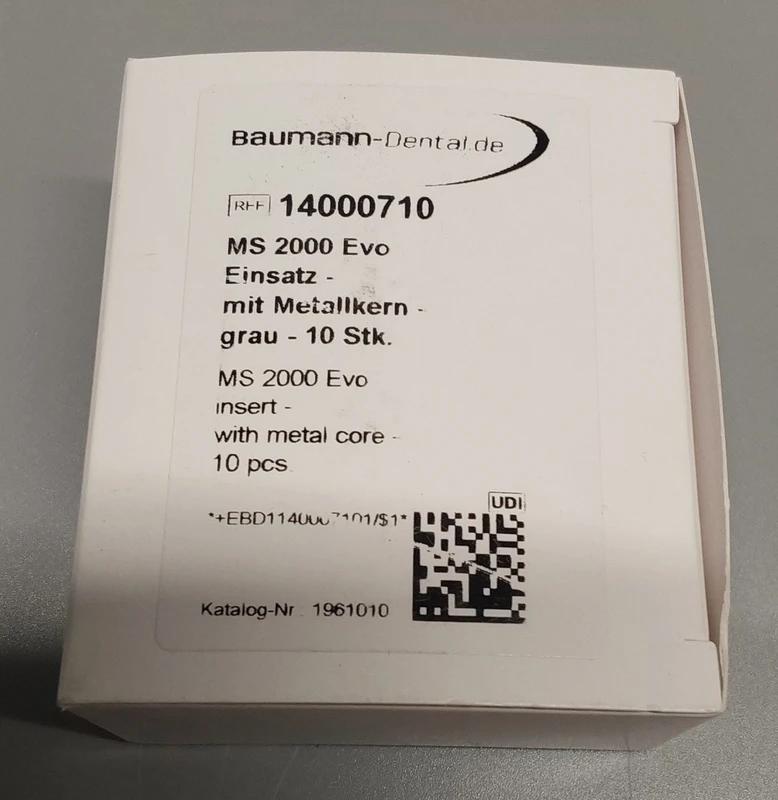 Baumann-Dental.de
REF 14000710
MS 2000 Evo
Einsatz -
mit Metallkern -
grau - 10 Stk.
MS 2000 Evo
insert -
with metal core -
10 pcs
UDI
Katalog-Nr. 1961010